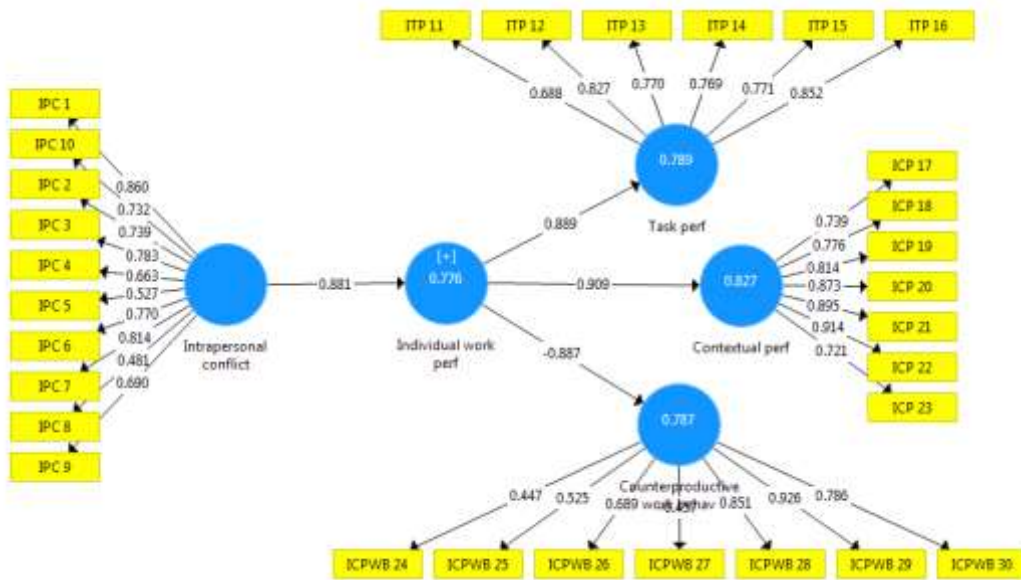 ITP 11
ITP 12
ITP 13
ITP 14
ITP 15
ITP 16
0.688
0.827
0.770
0.769
0.771
0.852
0.789
Task perf
IPC 1
IPC 10
IPC 2
IPC 3
IPC 4
IPC 5
IPC 6
IPC 7
IPC 8
IPC 9
0.860
0.732
0.739
0.783
0.663
0.527
0.770
0.814
0.481
0.690
Intrapersonal
conflict
0.881
[+]
0.776
Individual work
perf
0.889
0.909
-0.887
0.827
Contextual perf
0.739
0.776
0.814
0.873
0.895
0.914
0.721
ICP 17
ICP 18
ICP 19
ICP 20
ICP 21
ICP 22
ICP 23
0.787
Counterproductive
work behav
0.447
0.525
0.689
0.851
0.926
0.786
ICPWB 24
ICPWB 25
ICPWB 26
ICPWB 27
ICPWB 28
ICPWB 29
ICPWB 30